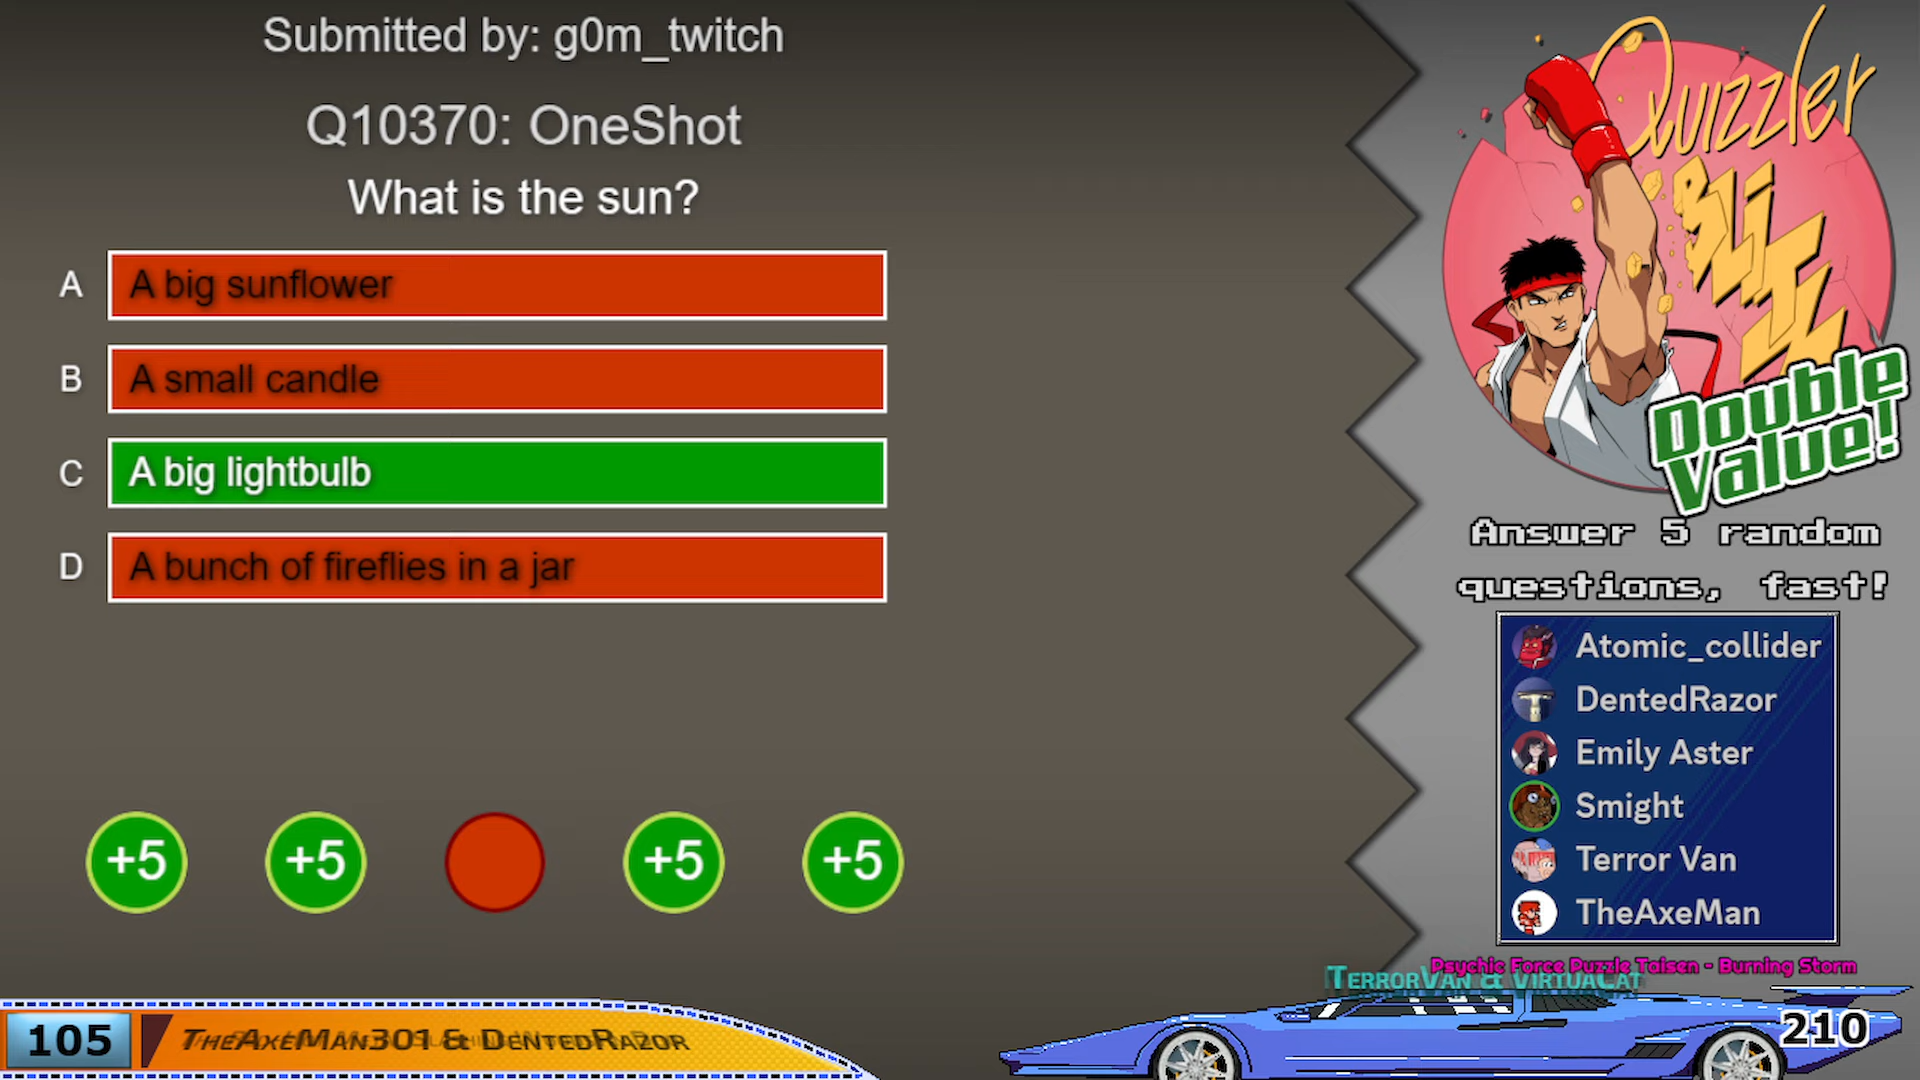 Submitted by: g0m_twitch
Q10370: OneShot
What is the sun?
A A big sunflower
B A small candle
C A big lightbulb
D A bunch of fireflies in a jar
+5 +5 +5 +5
Quizzler
BLITZ
Double
Value!
Answer 5 random
questions, fast!
Atomic_collider
DentedRazor
Emily Aster
Smight
Terror Van
TheAxeMan
Psychic Force Puzzle Taisen - Burning Storm
TERRORVAN & VIRTUACAT
105 THEAXEMAN301 & DENTEDRAZOR
210